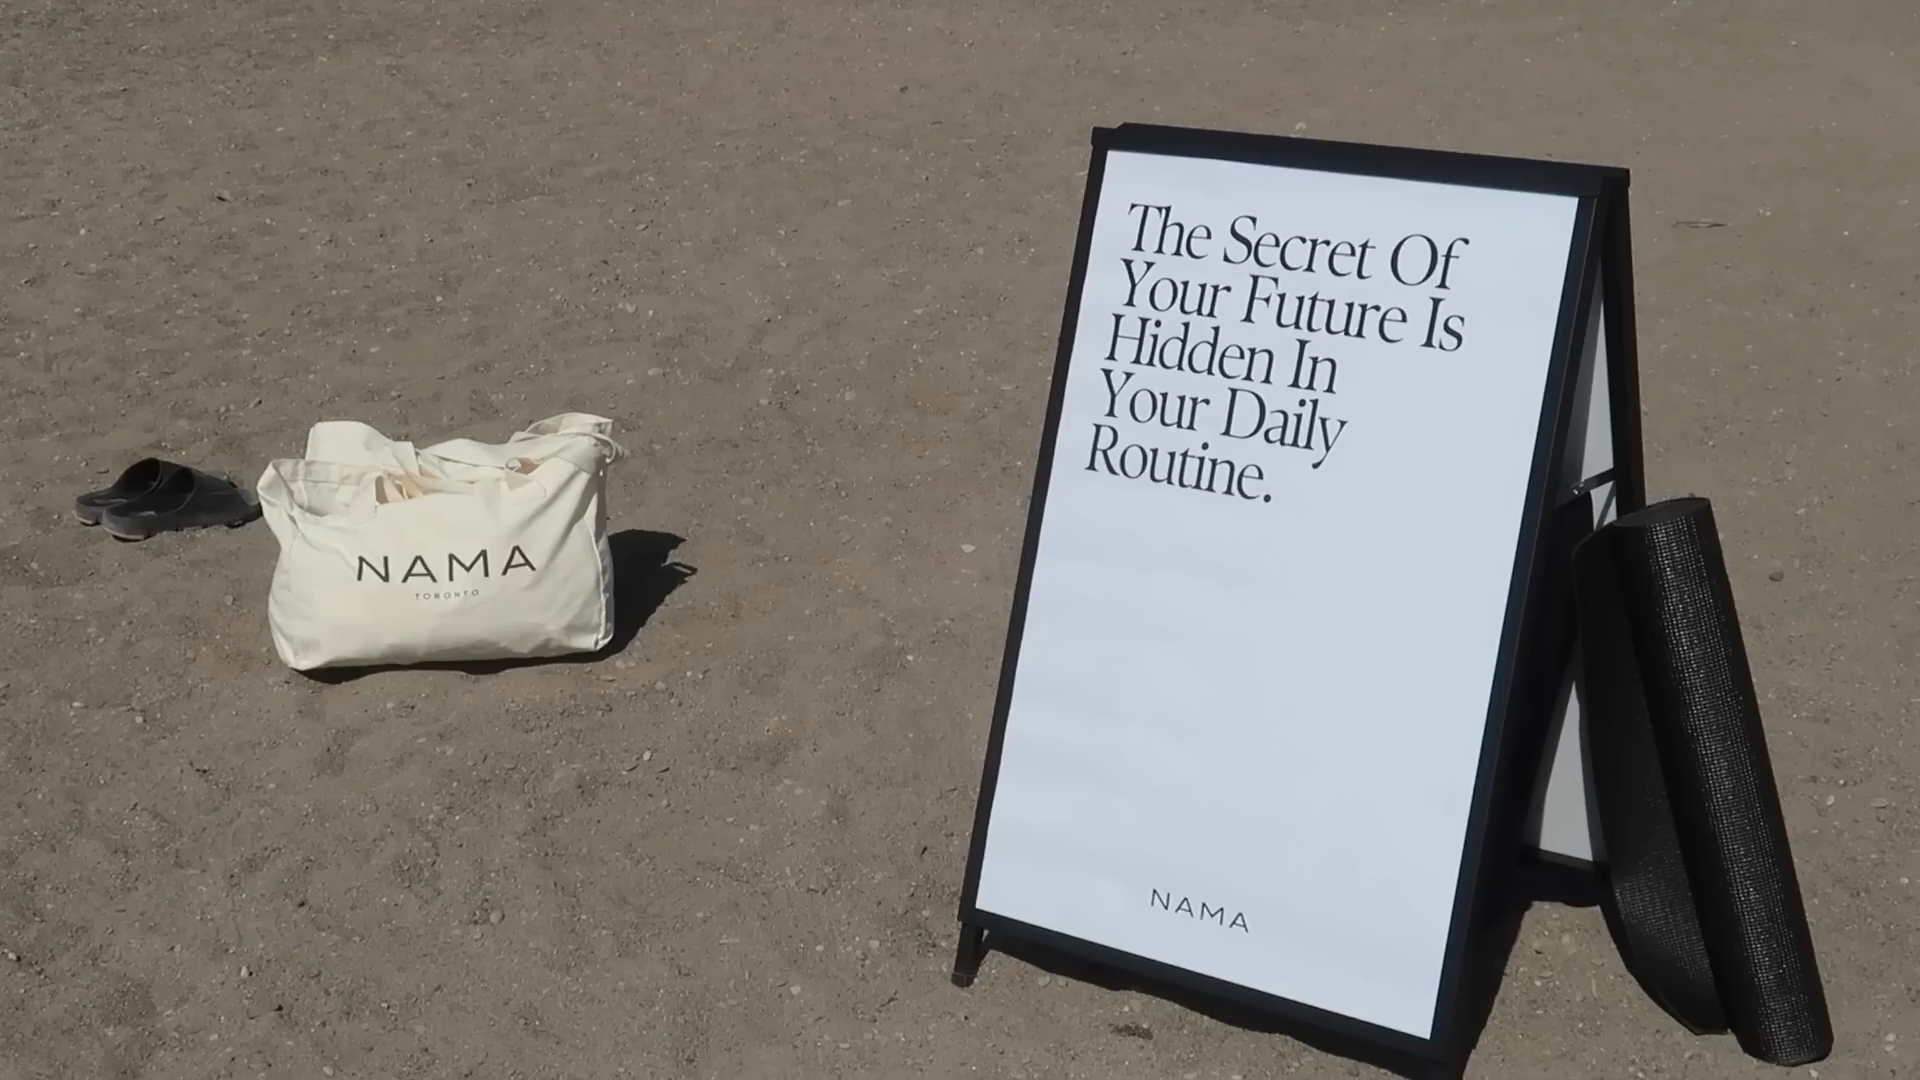 The Secret Of
Your Future Is
Hidden In
Your Daily
Routine.
NAMA
NAMA
TORONTO